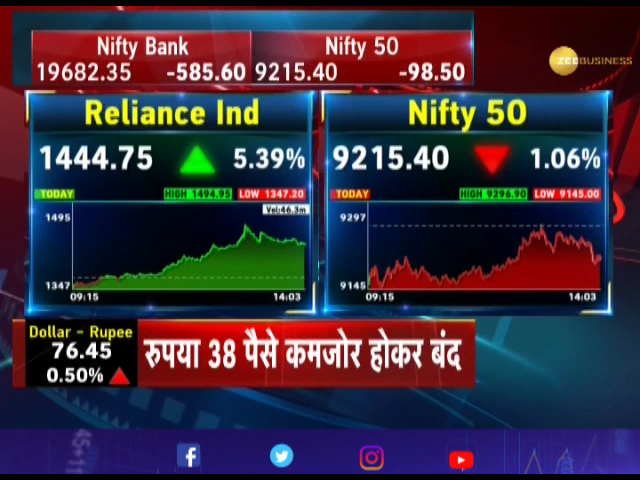 Nifty Bank
19682.35 -585.60
Nifty 50
9215.40 -98.50
ZEEBUSINESS
Reliance Ind
1444.75 5.39%
TODAY HIGH 1494.95 LOW 1347.20
Vol:46.3m
1495
1347
09:15 14:03
Nifty 50
9215.40 1.06%
TODAY HIGH 9296.90 LOW 9145.00
9297
9145
09:15 14:03
Dollar - Rupee
76.45
0.50%
रुपया 38 पैसे कमजोर होकर बंद